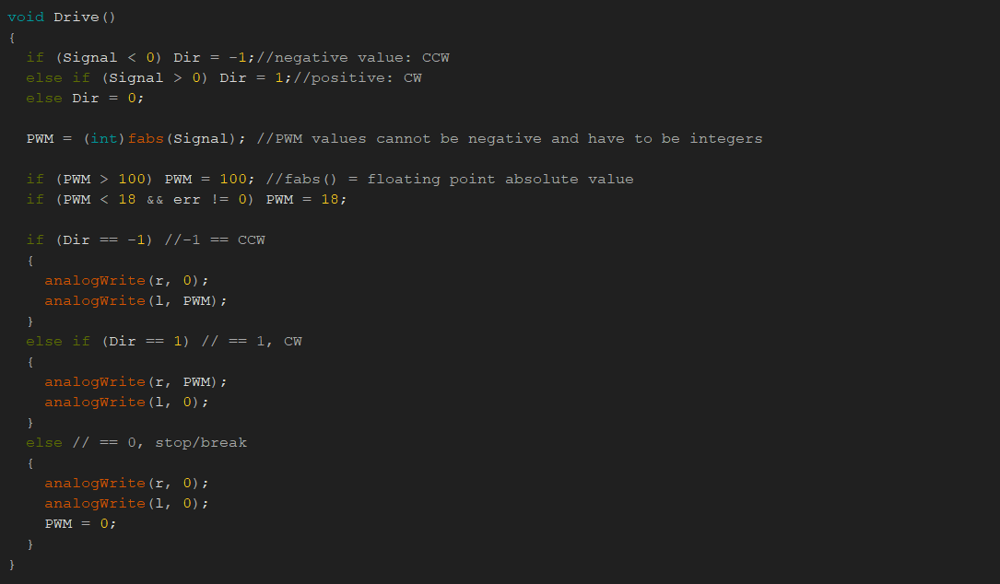 void Drive()
{
  if (Signal < 0) Dir = -1;//negative value: CCW
  else if (Signal > 0) Dir = 1;//positive: CW
  else Dir = 0;

  PWM = (int)fabs(Signal); //PWM values cannot be negative and have to be integers

  if (PWM > 100) PWM = 100; //fabs() = floating point absolute value
  if (PWM < 18 && err != 0) PWM = 18;

  if (Dir == -1) //-1 == CCW
  {
    analogWrite(r, 0);
    analogWrite(l, PWM);
  }
  else if (Dir == 1) // == 1, CW
  {
    analogWrite(r, PWM);
    analogWrite(l, 0);
  }
  else // == 0, stop/break
  {
    analogWrite(r, 0);
    analogWrite(l, 0);
    PWM = 0;
  }
}